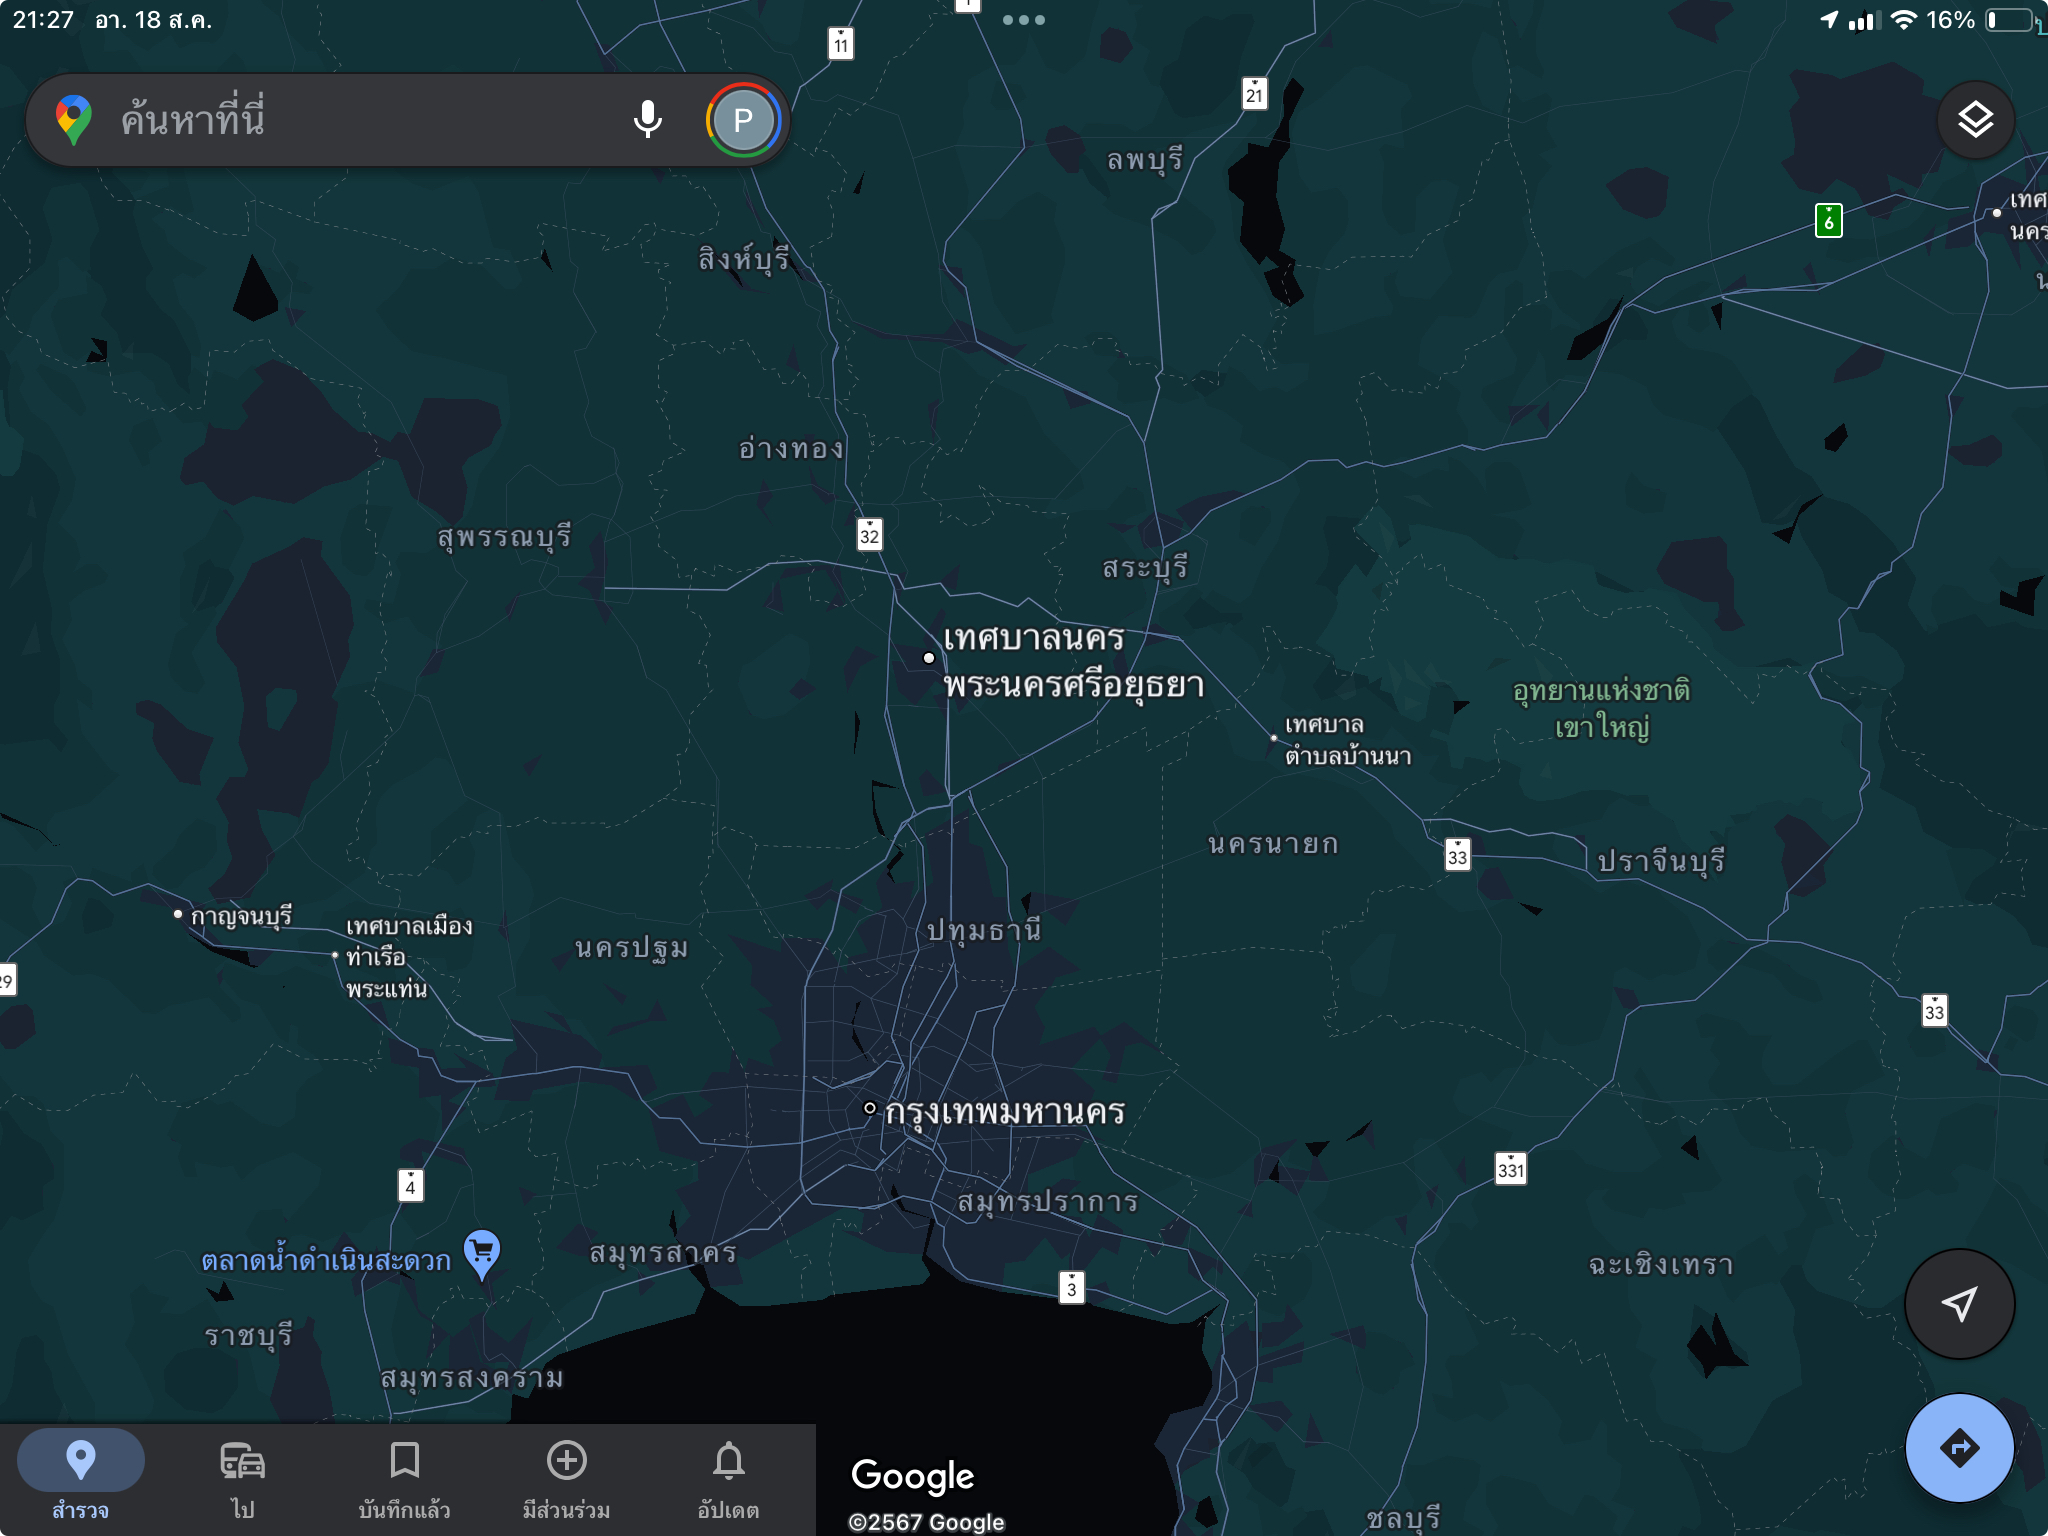 21:27 อา. 18 ส.ค.
16%
1
11
21
ค้นหาที่นี่
P
ลพบุรี
6
สิงห์บุรี
อ่างทอง
สุพรรณบุรี
32
สระบุรี
เทศบาลนคร
พระนครศรีอยุธยา
อุทยานแห่งชาติ
เขาใหญ่
เทศบาล
ตำบลบ้านนา
นครนายก
33
ปราจีนบุรี
กาญจนบุรี
เทศบาลเมือง
ท่าเรือ
พระแท่น
นครปฐม
ปทุมธานี
29
33
กรุงเทพมหานคร
331
4
สมุทรปราการ
สมุทรสาคร
ตลาดน้ำดำเนินสะดวก
3
ฉะเชิงเทรา
ราชบุรี
สมุทรสงคราม
Google
©2567 Google
ชลบุรี
สำรวจ
ไป
บันทึกแล้ว
มีส่วนร่วม
อัปเดต